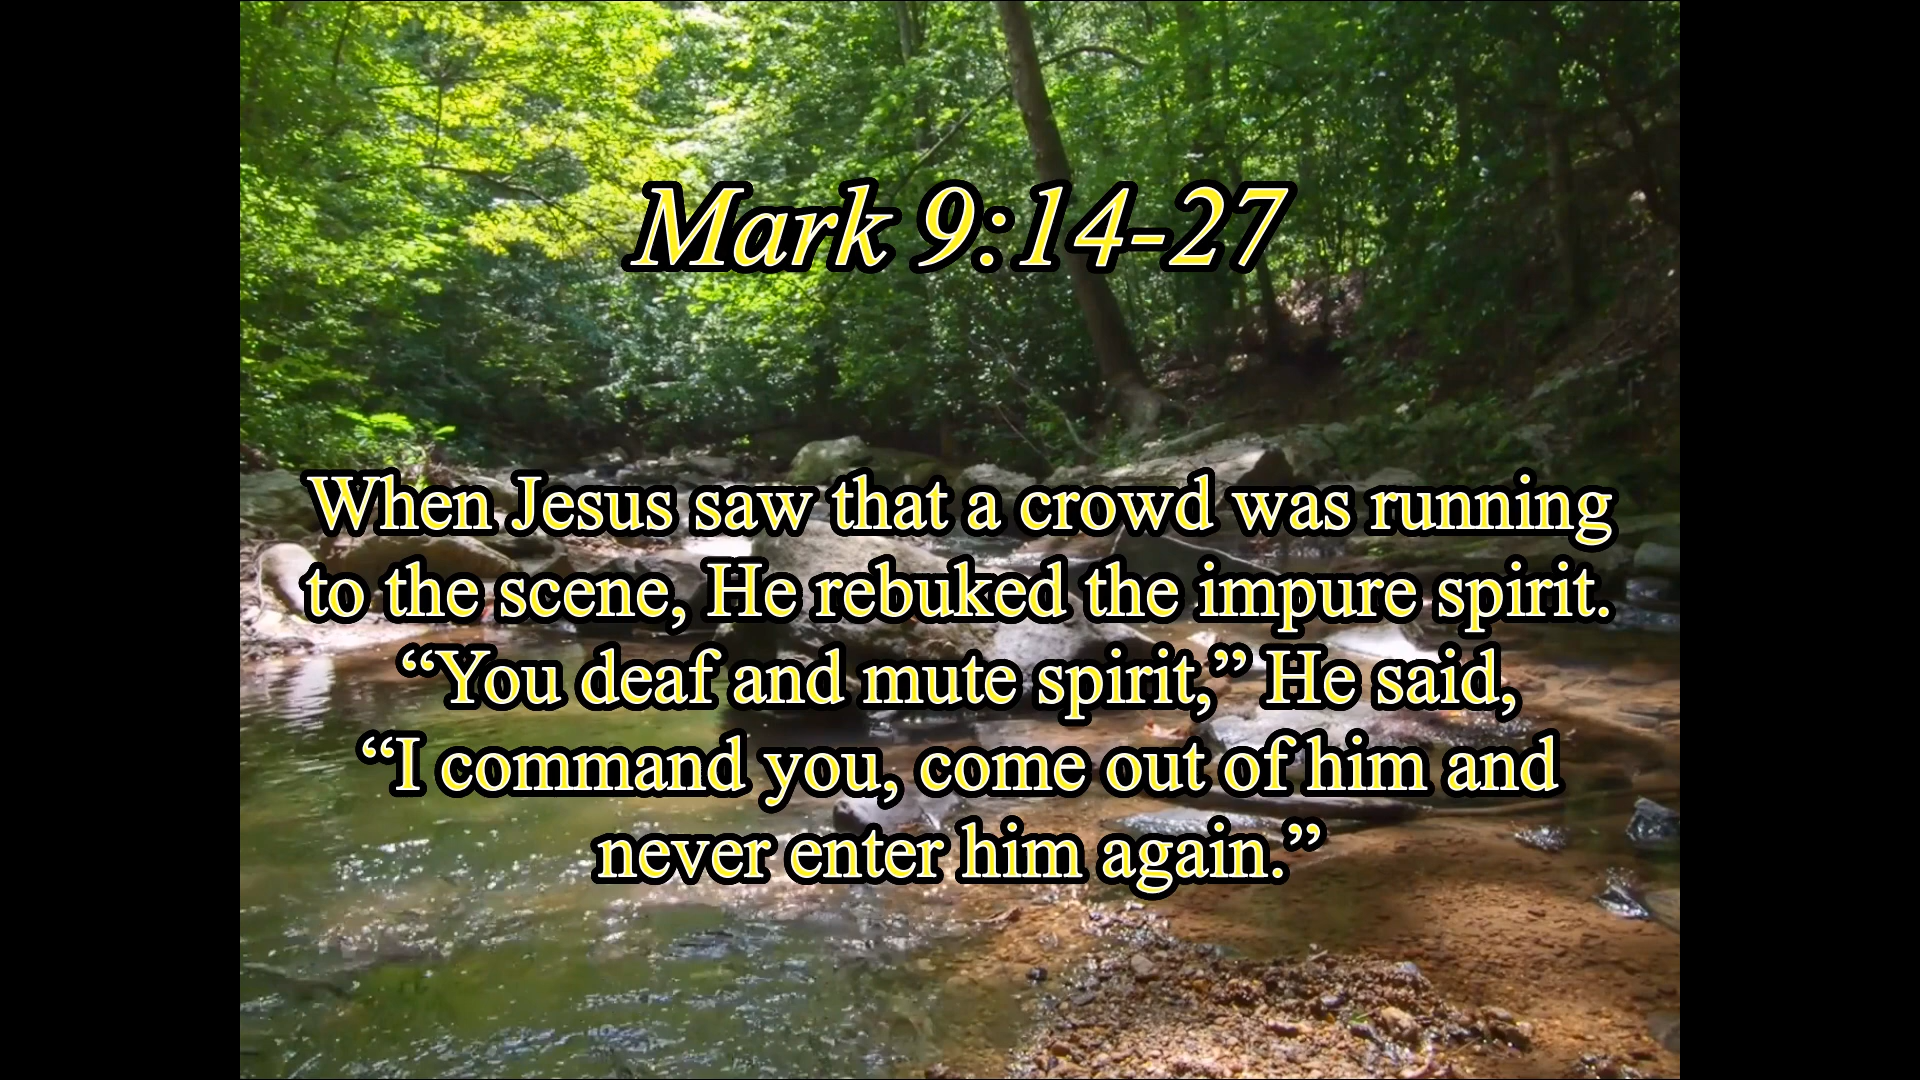 Mark 9:14-27
When Jesus saw that a crowd was running
to the scene, He rebuked the impure spirit.
“You deaf and mute spirit,” He said,
“I command you, come out of him and
never enter him again.”